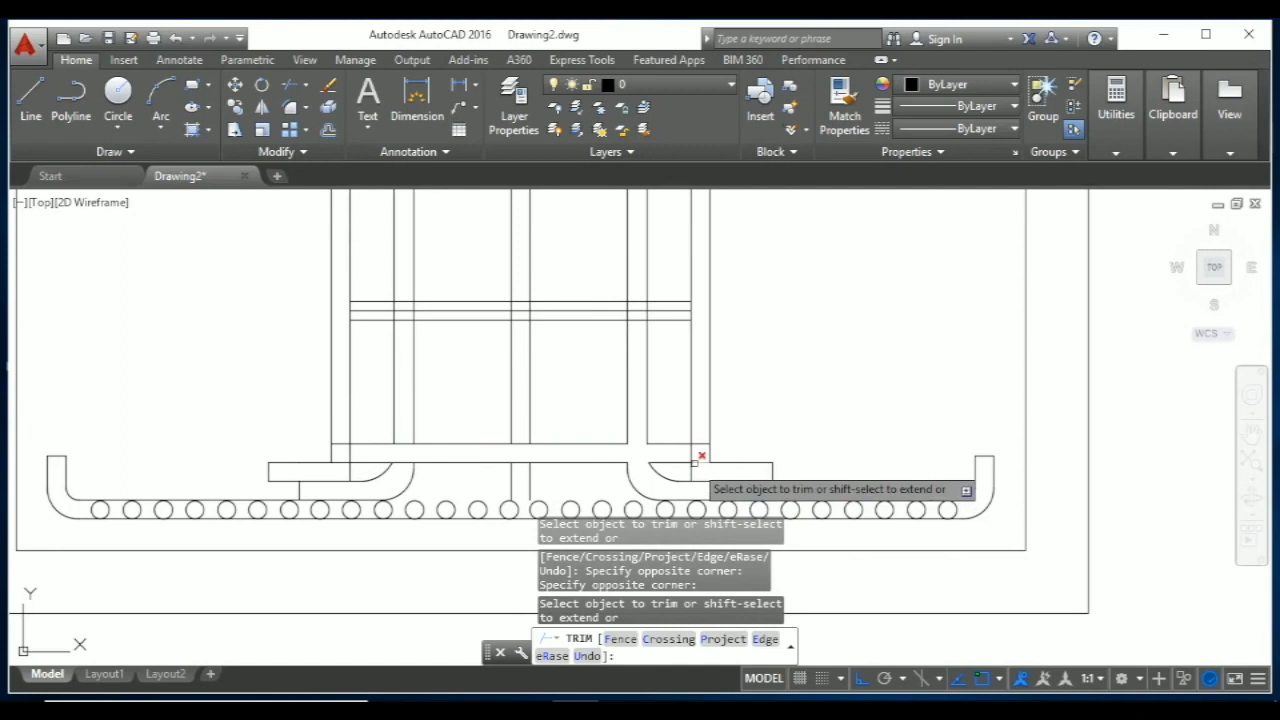 Autodesk AutoCAD 2016 Drawing2.dwg
Type a keyword or phrase
Sign In
Home Insert Annotate Parametric View Manage Output Add-ins A360 Express Tools Featured Apps BIM 360 Performance
Line Polyline Circle Arc
Text Dimension
Layer
Properties
0
Insert
Match
Properties
ByLayer
ByLayer
ByLayer
Group
Utilities
Clipboard
View
Draw Modify Annotation Layers Block Properties Groups
Start Drawing2*
[−][Top][2D Wireframe]
N
W TOP E
S
WCS
Select object to trim or shift-select to extend or
Select object to trim or shift-select
to extend or
[Fence/Crossing/Project/Edge/eRase/
Undo]: Specify opposite corner:
Specify opposite corner:
Select object to trim or shift-select
to extend or
TRIM [Fence Crossing Project Edge
eRase Undo]:
Y
X
Model Layout1 Layout2
MODEL 1:1